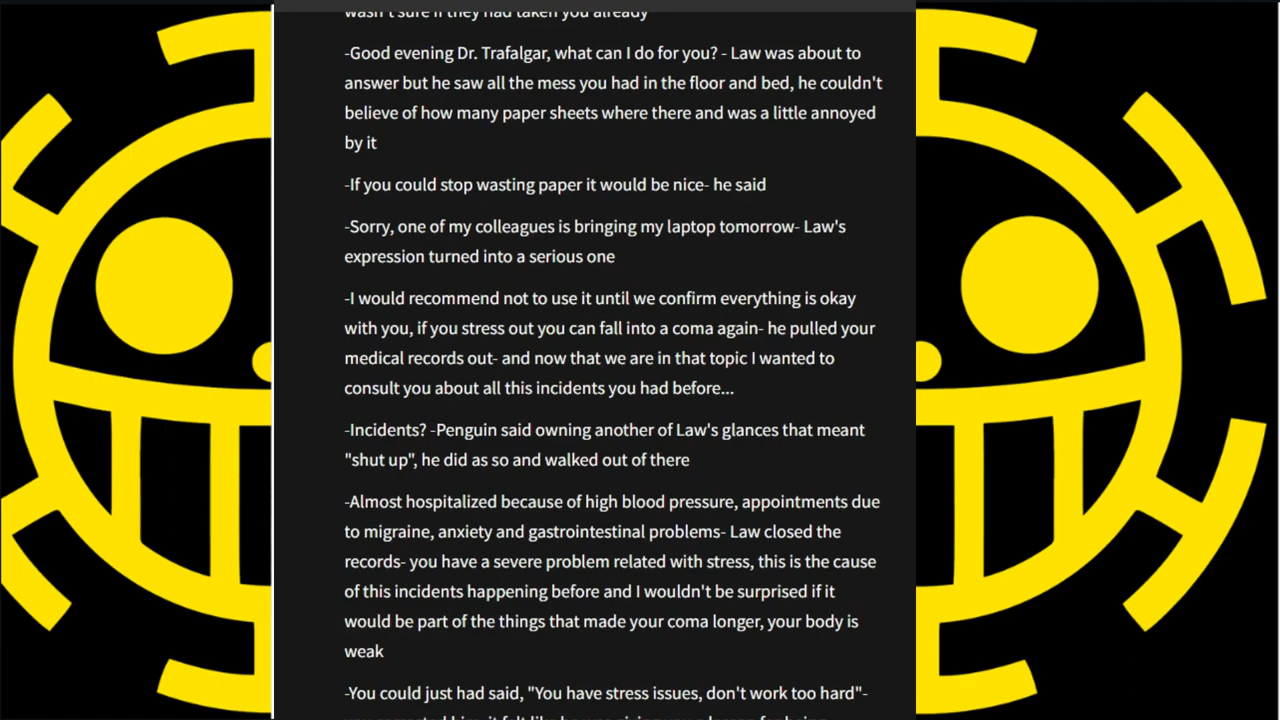 wasn't sure if they had taken you already
-Good evening Dr. Trafalgar, what can I do for you? - Law was about to
answer but he saw all the mess you had in the floor and bed, he couldn't
believe of how many paper sheets where there and was a little annoyed
by it
-If you could stop wasting paper it would be nice- he said
-Sorry, one of my colleagues is bringing my laptop tomorrow- Law's
expression turned into a serious one
-I would recommend not to use it until we confirm everything is okay
with you, if you stress out you can fall into a coma again- he pulled your
medical records out- and now that we are in that topic I wanted to
consult you about all this incidents you had before...
-Incidents? -Penguin said owning another of Law's glances that meant
"shut up", he did as so and walked out of there
-Almost hospitalized because of high blood pressure, appointments due
to migraine, anxiety and gastrointestinal problems- Law closed the
records- you have a severe problem related with stress, this is the cause
of this incidents happening before and I wouldn't be surprised if it
would be part of the things that made your coma longer, your body is
weak
-You could just had said, "You have stress issues, don't work too hard"-